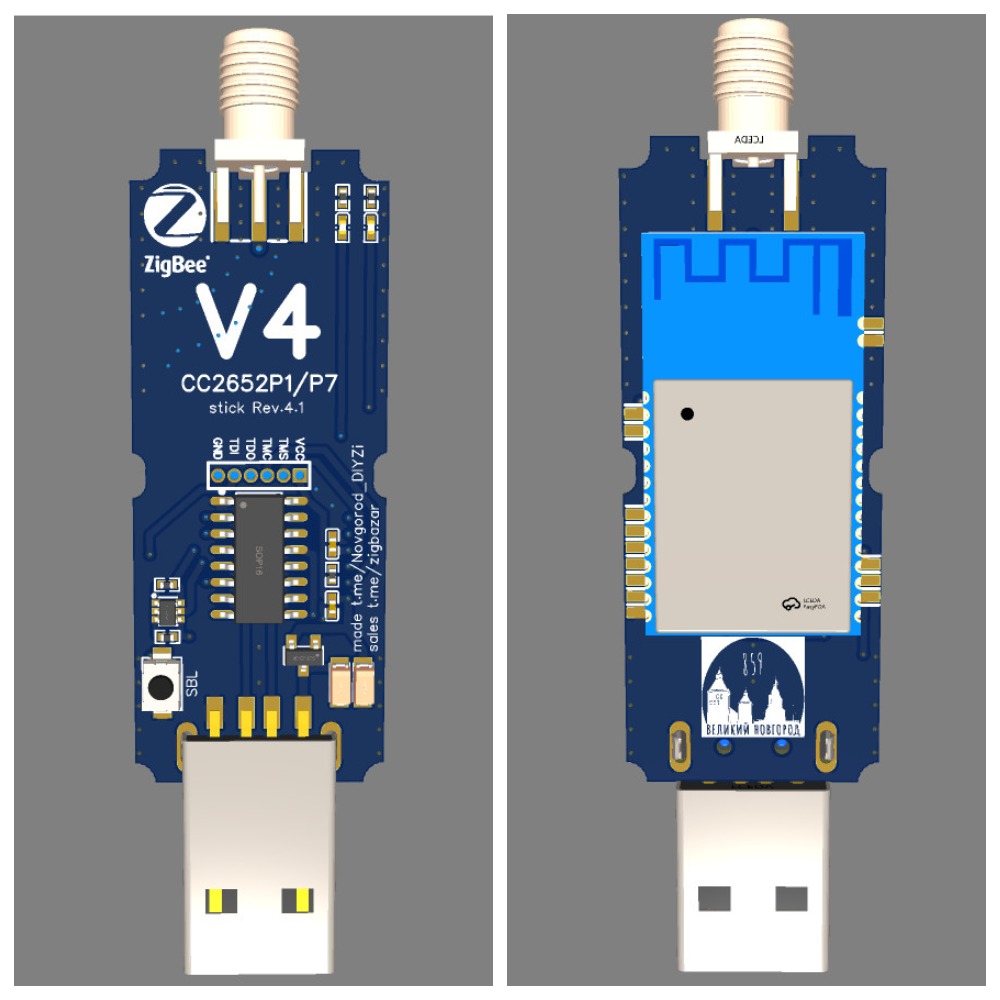 ZigBee
V4
CC2652P1/P7
stick Rev.4.1
GND TDI TDO TMC TMS VCC
SOP16
made t.me/Novgorod_DIYZi
sales t.me/zigbazar
SBL
LCEDA
LCEDA
EasyEDA
859
ВЕЛИКИЙ НОВГОРОД